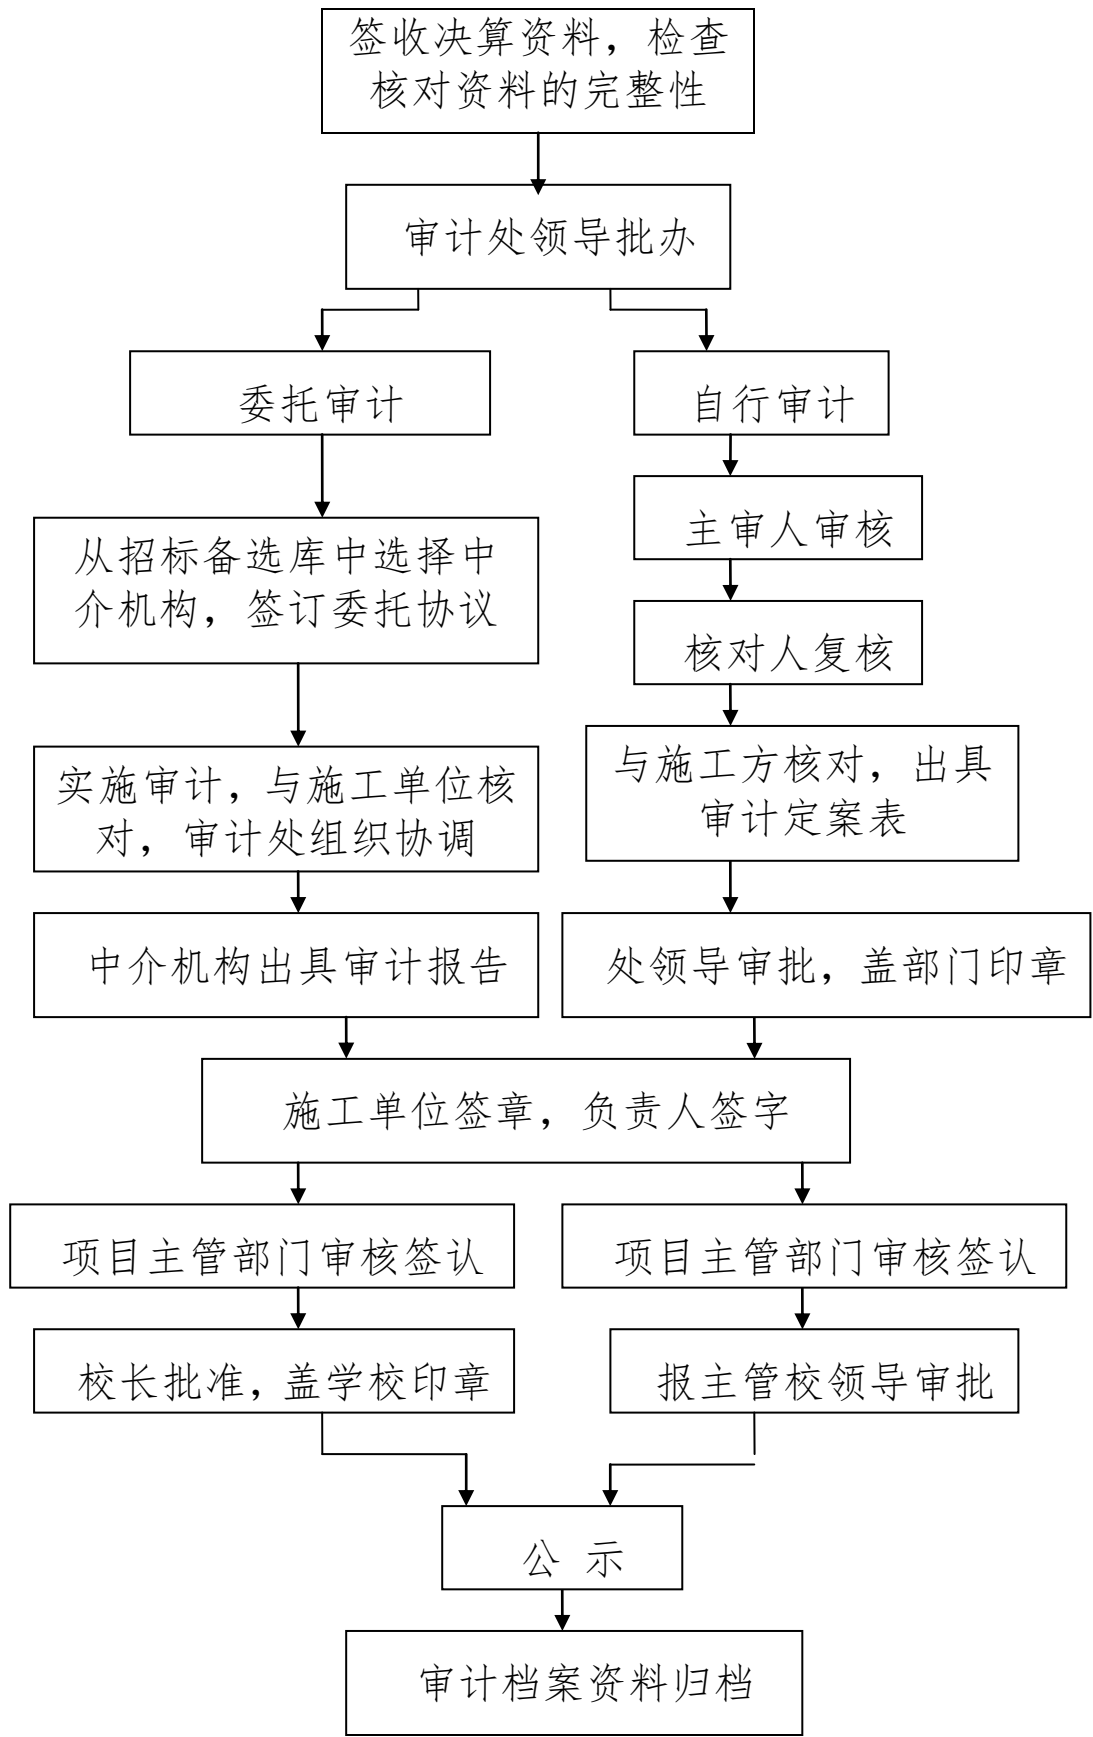 签收决算资料，检查
核对资料的完整性
审计处领导批办
委托审计
自行审计
主审人审核
从招标备选库中选择中
介机构，签订委托协议
核对人复核
与施工方核对，出具
审计定案表
实施审计，与施工单位核
对，审计处组织协调
中介机构出具审计报告
处领导审批，盖部门印章
施工单位签章，负责人签字
项目主管部门审核签认
项目主管部门审核签认
校长批准，盖学校印章
报主管校领导审批
公 示
审计档案资料归档